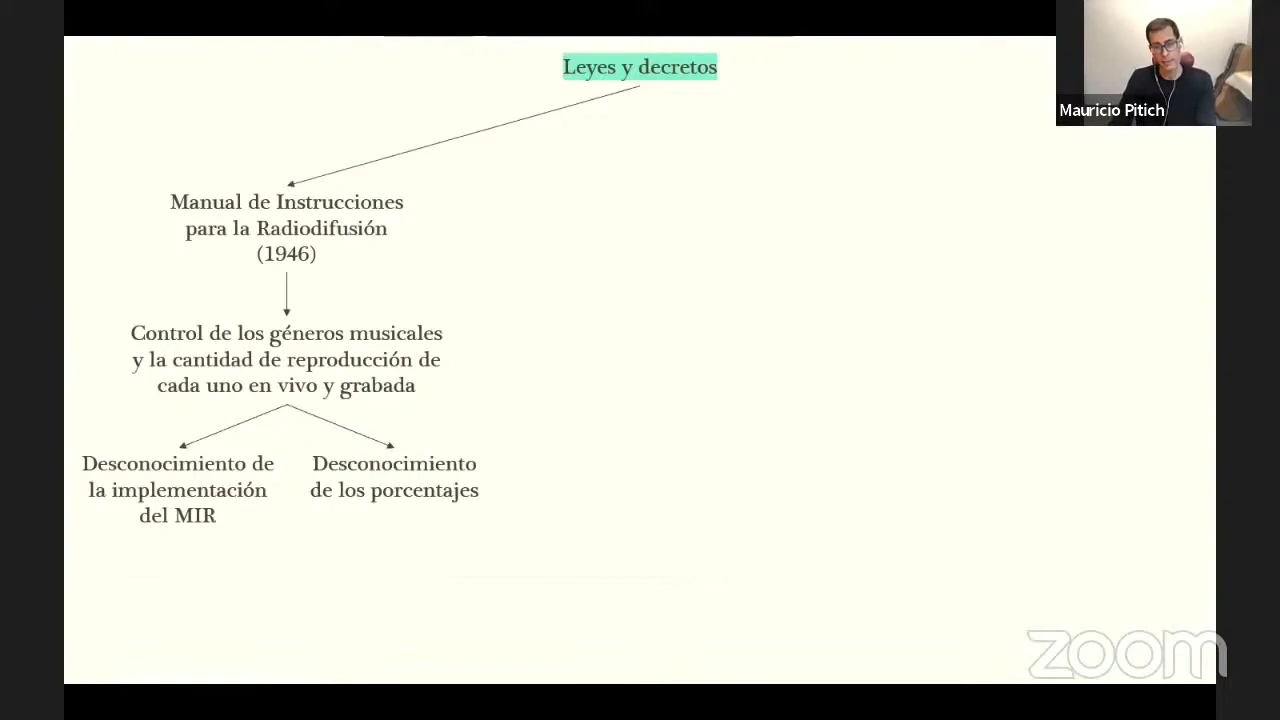 Leyes y decretos
Mauricio Pitich
Manual de Instrucciones
para la Radiodifusión
(1946)
Control de los géneros musicales
y la cantidad de reproducción de
cada uno en vivo y grabada
Desconocimiento de
la implementación
del MIR
Desconocimiento
de los porcentajes
zoom